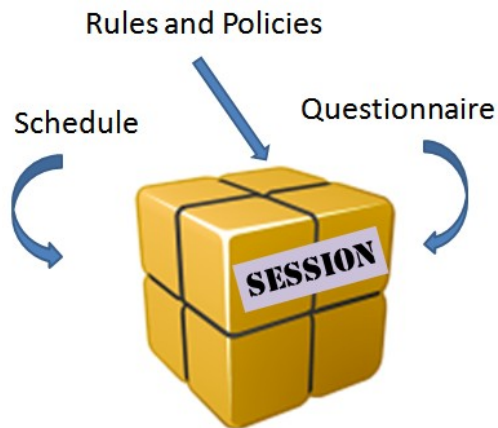 Rules and Policies
Schedule
Questionnaire
SESSION